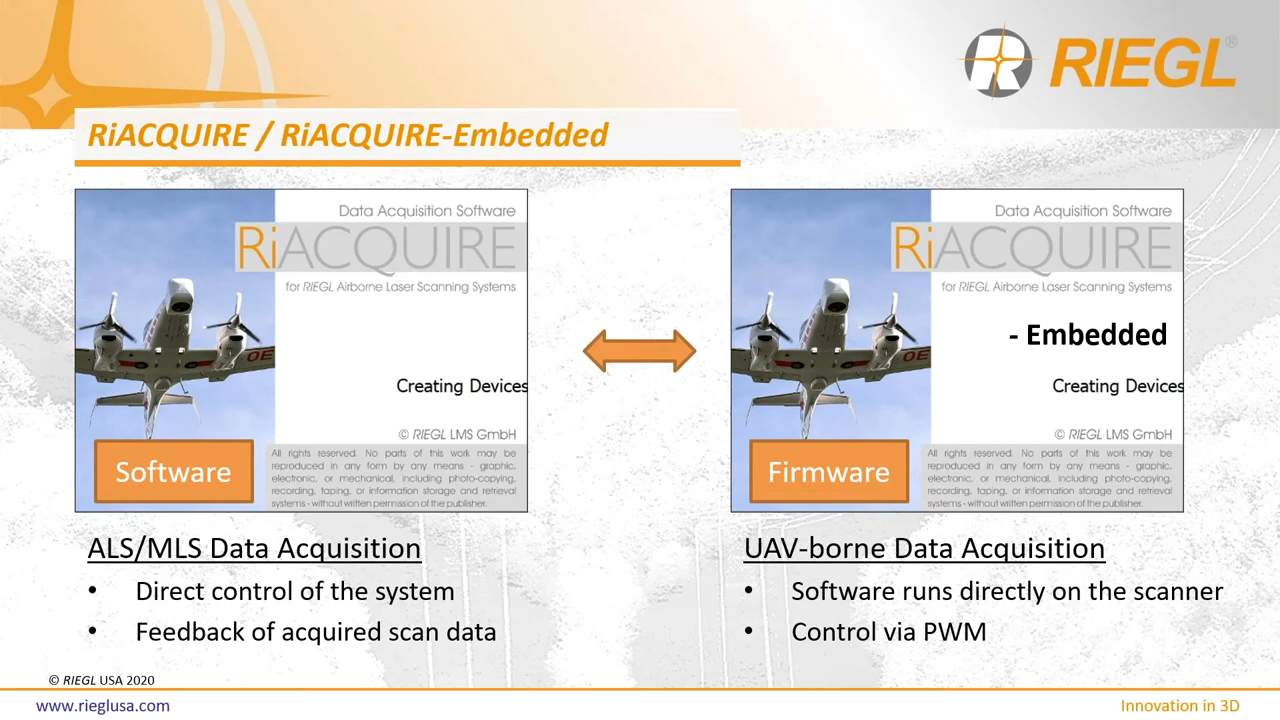 RIEGL®
RiACQUIRE / RiACQUIRE-Embedded
Data Acquisition Software
RiACQUIRE
for RIEGL Airborne Laser Scanning Systems
Creating Devices
© RIEGL LMS GmbH
All rights reserved. No parts of this work may be
reproduced in any form by any means - graphic,
electronic, or mechanical, including photo-copying,
recording, taping, or information storage and retrieval
systems - without written permission of the publisher.
OE
Software
Data Acquisition Software
RiACQUIRE
for RIEGL Airborne Laser Scanning Systems
- Embedded
Creating Devices
© RIEGL LMS GmbH
All rights reserved. No parts of this work may be
reproduced in any form by any means - graphic,
electronic, or mechanical, including photo-copying,
recording, taping, or information storage and retrieval
systems - without written permission of the publisher.
OE
Firmware
ALS/MLS Data Acquisition
• Direct control of the system
• Feedback of acquired scan data
UAV-borne Data Acquisition
• Software runs directly on the scanner
• Control via PWM
© RIEGL USA 2020
www.rieglusa.com
Innovation in 3D